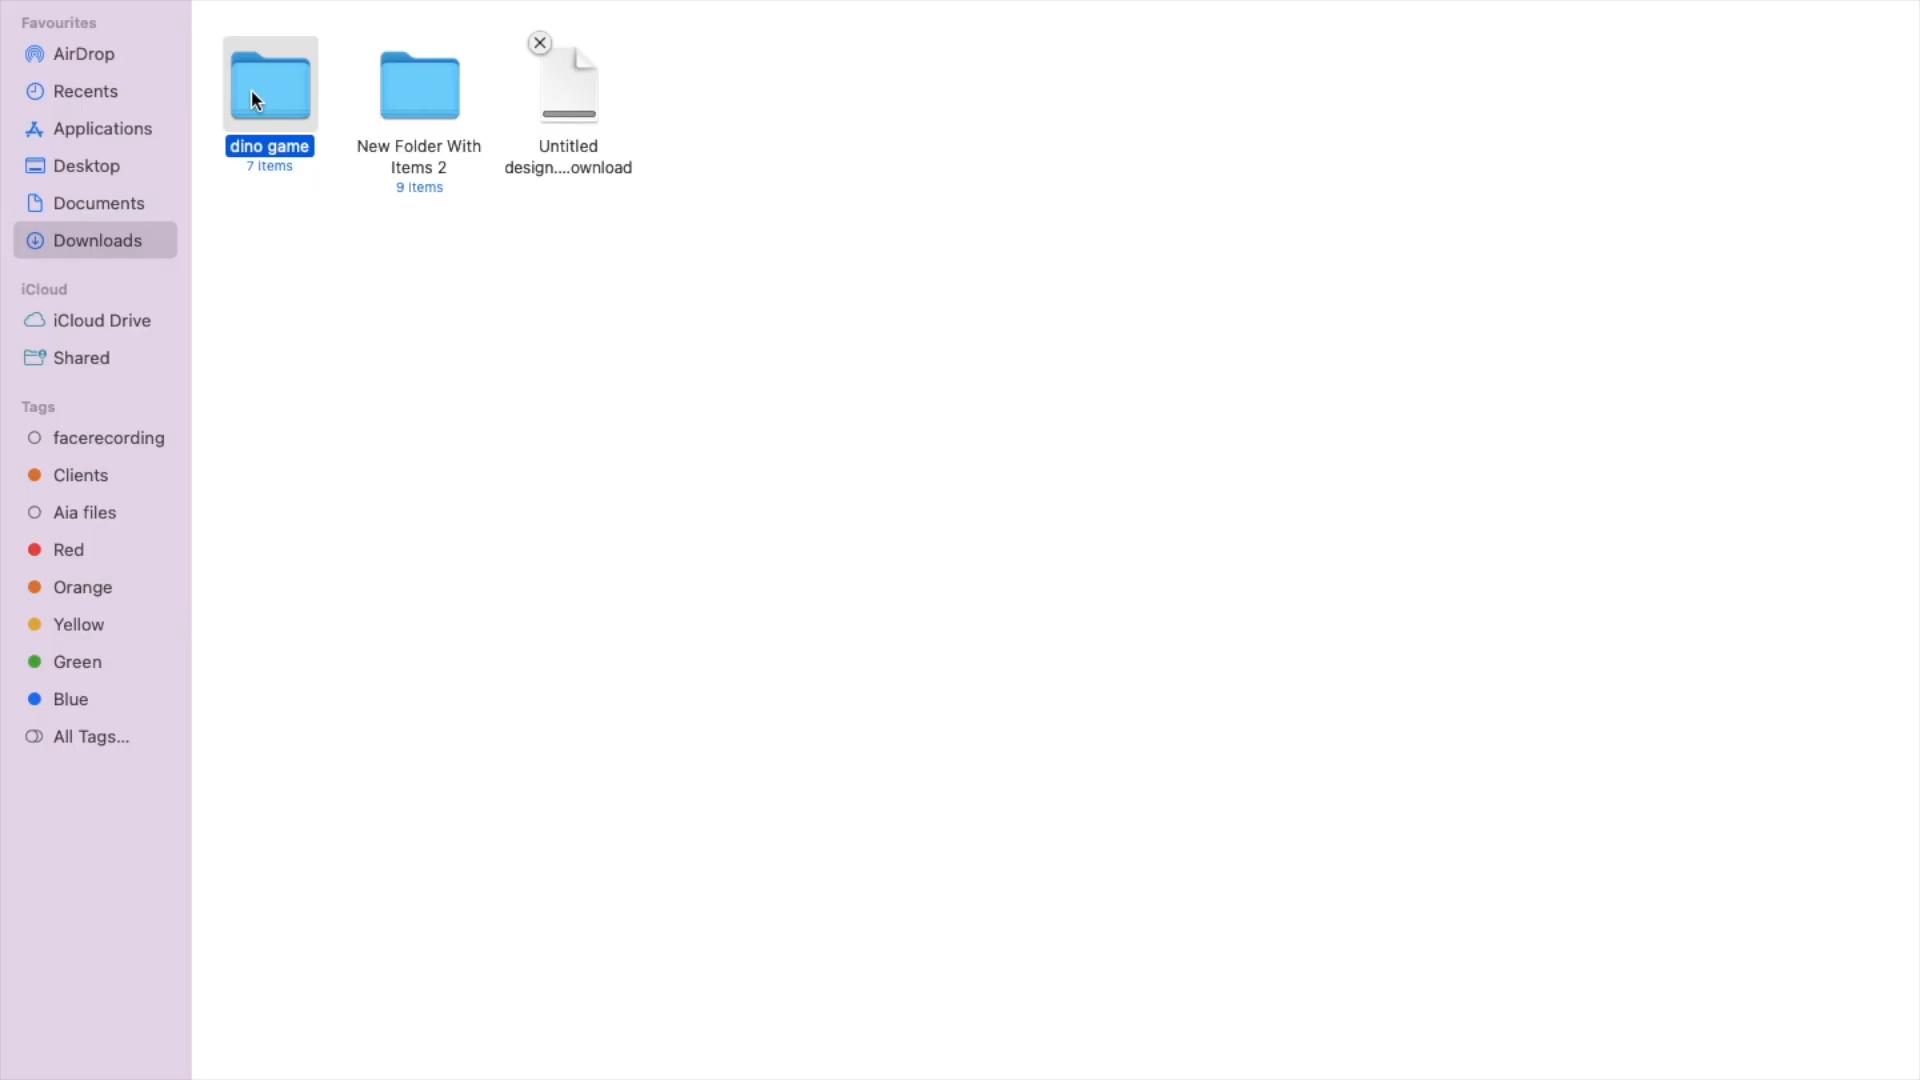 Favourites
AirDrop
Recents
Applications
Desktop
Documents
Downloads
iCloud
iCloud Drive
Shared
Tags
facerecording
Clients
Aia files
Red
Orange
Yellow
Green
Blue
All Tags...
dino game
7 items
New Folder With
Items 2
9 items
Untitled
design....ownload